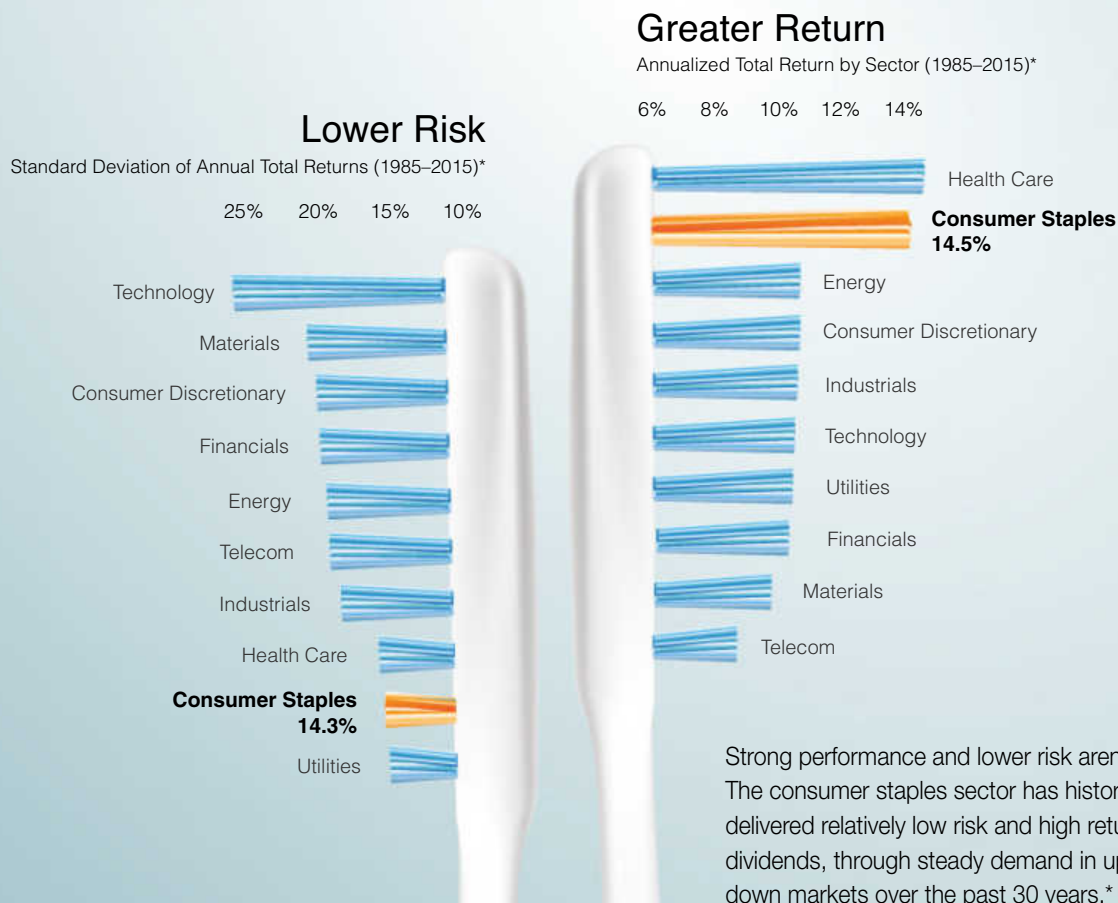 Greater Return
Annualized Total Return by Sector (1985–2015)*
6% 8% 10% 12% 14%
Health Care
Consumer Staples
14.5%
Energy
Consumer Discretionary
Industrials
Technology
Utilities
Financials
Materials
Telecom
Lower Risk
Standard Deviation of Annual Total Returns (1985–2015)*
25% 20% 15% 10%
Technology
Materials
Consumer Discretionary
Financials
Energy
Telecom
Industrials
Health Care
Consumer Staples
14.3%
Utilities
Strong performance and lower risk aren
The consumer staples sector has histor
delivered relatively low risk and high retu
dividends, through steady demand in up
down markets over the past 30 years.*